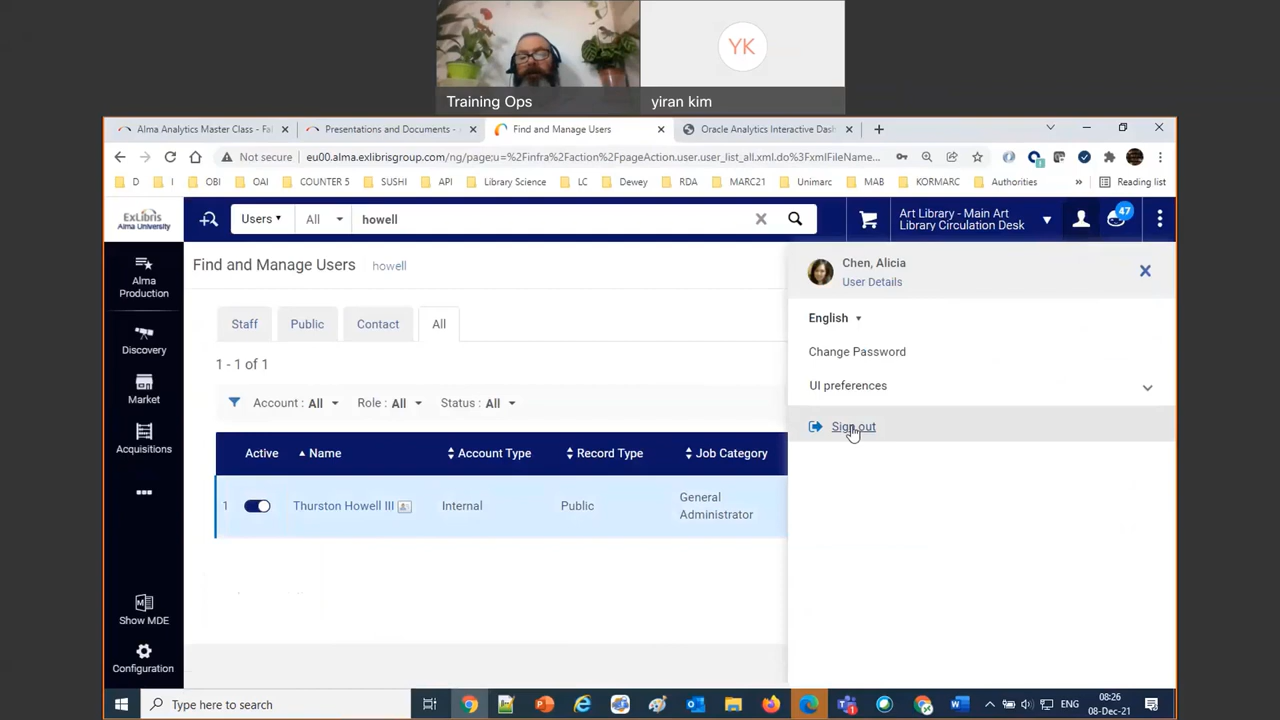 YK
Training Ops
yiran kim
Alma Analytics Master Class - Fal
Presentations and Documents -
Find and Manage Users
Oracle Analytics Interactive Dash
Not secure
eu00.alma.exlibrisgroup.com/ng/page:u=%2Finfra%2Faction%2FpageAction.user.user_list_all.xml.do%3FxmlFileName...
D
I
OBI
OAI
COUNTER 5
SUSHI
API
Library Science
LC
Dewey
RDA
MARC21
Unimarc
MAB
KORMARC
Authorities
»
Reading list
ExLibris
Alma University
Users
All
howell
Art Library - Main Art
Library Circulation Desk
47
Alma
Production
Discovery
Market
Acquisitions
Show MDE
Configuration
Find and Manage Users
howell
Staff
Public
Contact
All
1 - 1 of 1
Account : All
Role : All
Status : All
Active
Name
Account Type
Record Type
Job Category
1
Thurston Howell III
Internal
Public
General
Administrator
Chen, Alicia
User Details
English
Change Password
UI preferences
Sign out
Type here to search
ENG
08:26
08-Dec-21